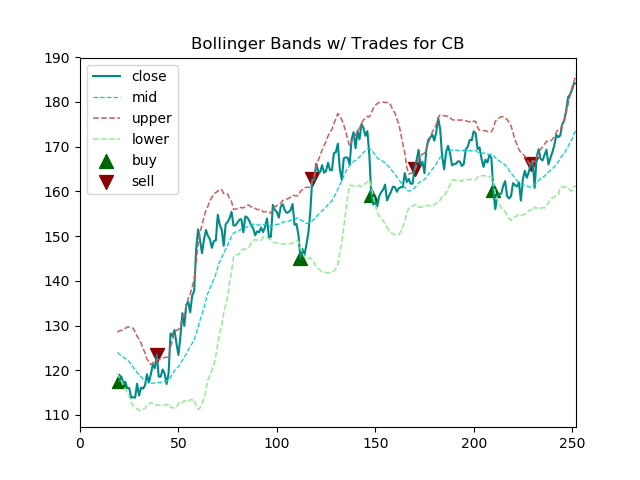 Bollinger Bands w/ Trades for CB
190
180
170
160
150
140
130
120
110
close
mid
upper
lower
buy
sell
0 50 100 150 200 250